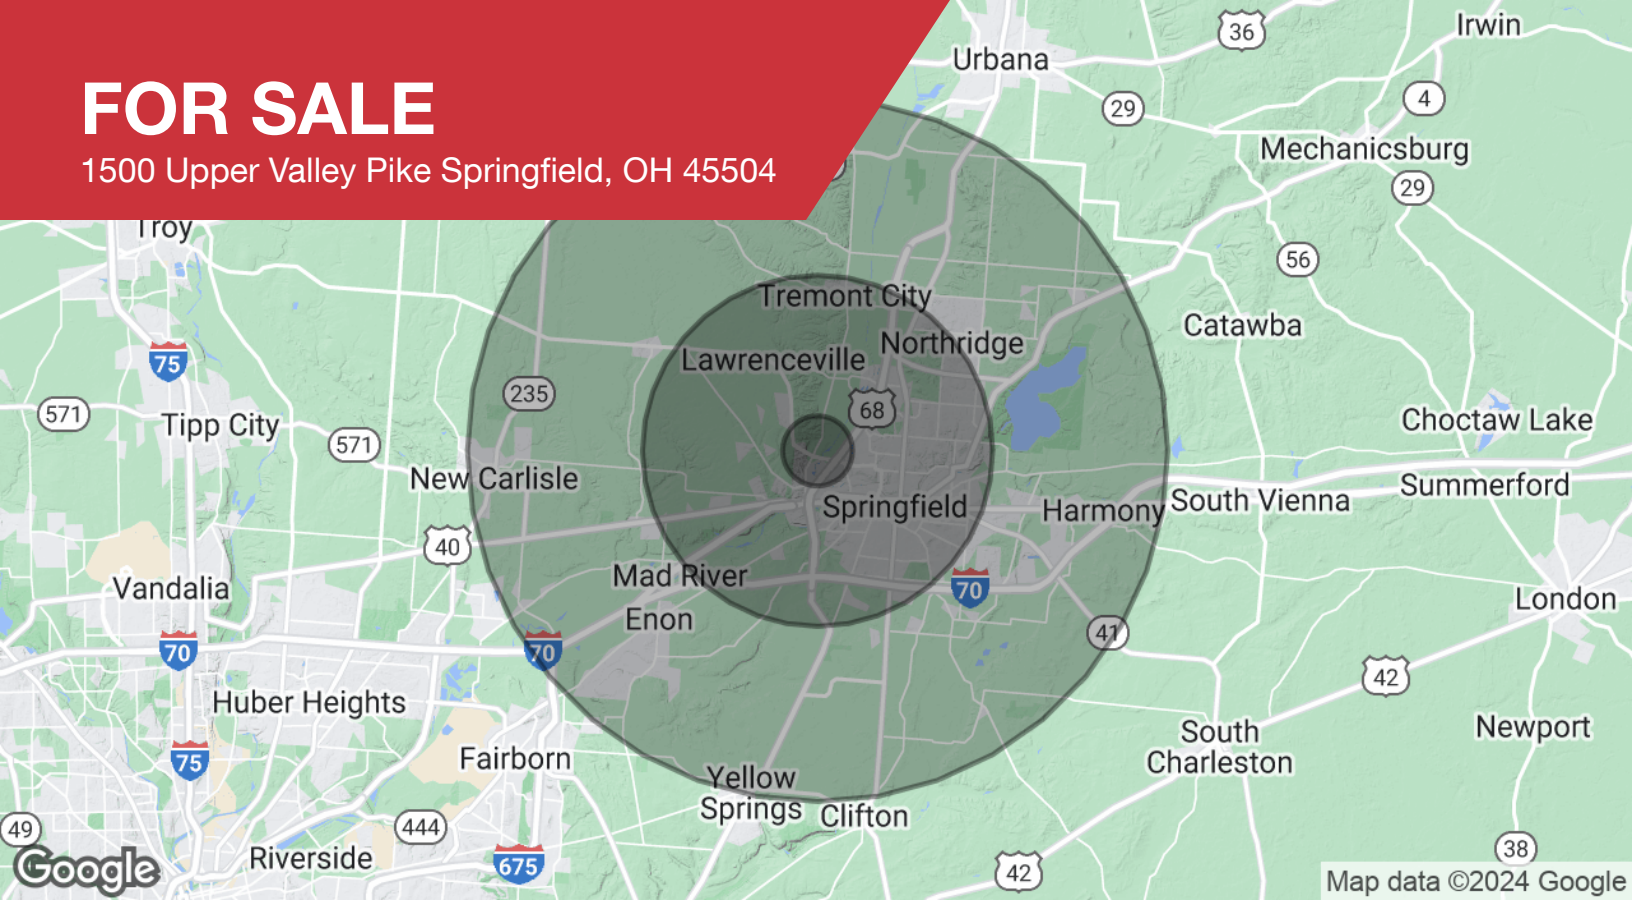 FOR SALE
1500 Upper Valley Pike Springfield, OH 45504
Irwin
36
Urbana
4
29
Mechanicsburg
29
Troy
56
Tremont City
Catawba
Northridge
Lawrenceville
75
235
68
571
Tipp City
571
Choctaw Lake
New Carlisle
Summerford
South Vienna
Springfield
Harmony
40
Mad River
Vandalia
70
London
Enon
41
70
70
42
Huber Heights
Newport
South
Charleston
75
Fairborn
Yellow
Springs
Clifton
49
444
38
Riverside
675
42
Google
Map data ©2024 Google